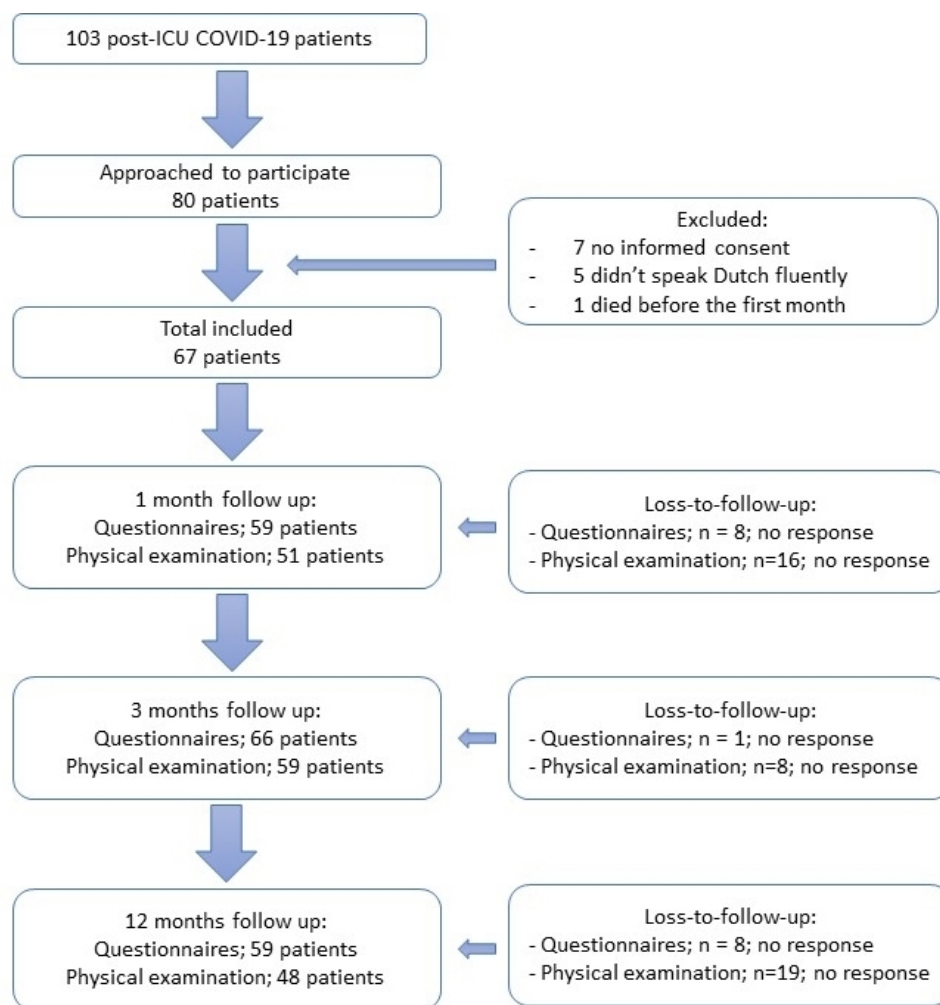 103 post-ICU COVID-19 patients
Approached to participate
80 patients
Excluded:
- 7 no informed consent
- 5 didn't speak Dutch fluently
- 1 died before the first month
Total included
67 patients
1 month follow up:
Questionnaires; 59 patients
Physical examination; 51 patients
Loss-to-follow-up:
- Questionnaires; n = 8; no response
- Physical examination; n=16; no response
3 months follow up:
Questionnaires; 66 patients
Physical examination; 59 patients
Loss-to-follow-up:
- Questionnaires; n = 1; no response
- Physical examination; n=8; no response
12 months follow up:
Questionnaires; 59 patients
Physical examination; 48 patients
Loss-to-follow-up:
- Questionnaires; n = 8; no response
- Physical examination; n=19; no response